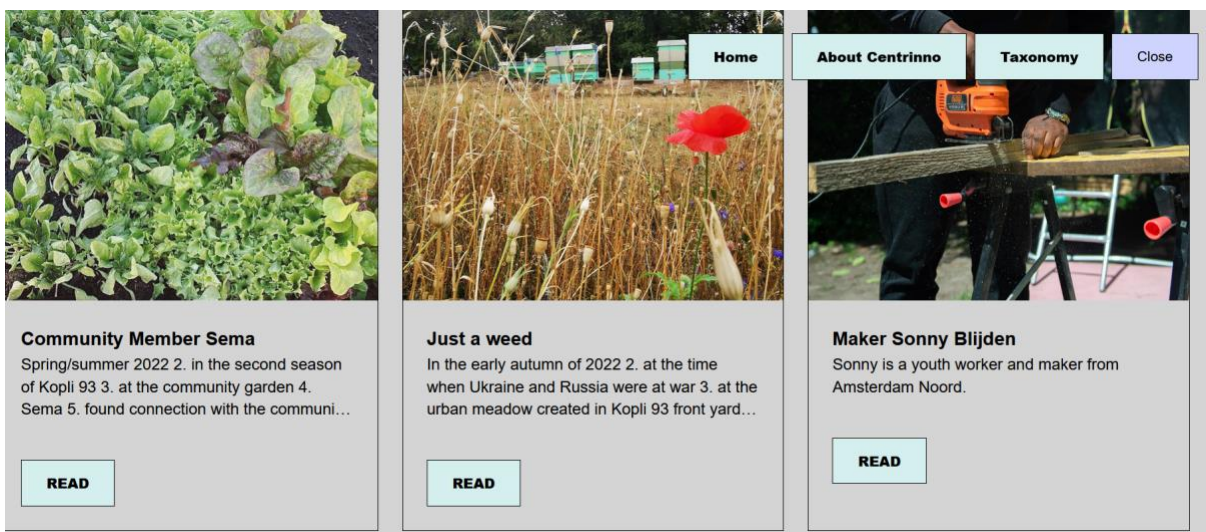 Home
About Centrinno
Taxonomy
Close
Community Member Sema
Spring/summer 2022 2. in the second season
of Kopli 93 3. at the community garden 4.
Sema 5. found connection with the communi…
READ
Just a weed
In the early autumn of 2022 2. at the time
when Ukraine and Russia were at war 3. at the
urban meadow created in Kopli 93 front yard…
READ
Maker Sonny Blijden
Sonny is a youth worker and maker from
Amsterdam Noord.
READ